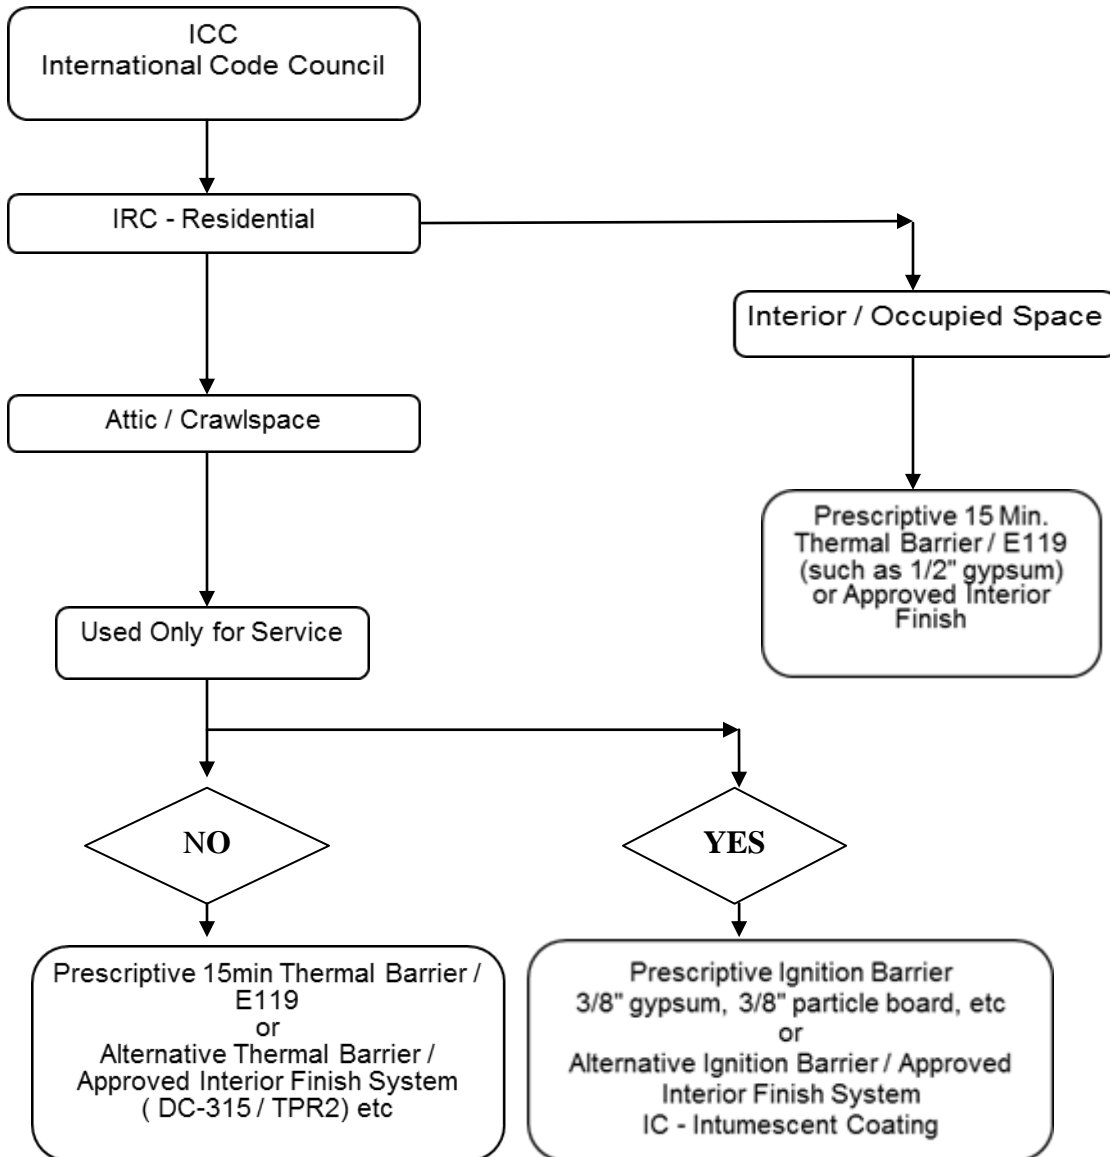 ICC
International Code Council
IRC - Residential
Interior / Occupied Space
Attic / Crawlspace
Prescriptive 15 Min.
Thermal Barrier / E119
(such as 1/2" gypsum)
or Approved Interior
Finish
Used Only for Service
NO
YES
Prescriptive 15min Thermal Barrier /
E119
or
Alternative Thermal Barrier /
Approved Interior Finish System
( DC-315 / TPR2) etc
Prescriptive Ignition Barrier
3/8" gypsum, 3/8" particle board, etc
or
Alternative Ignition Barrier / Approved
Interior Finish System
IC - Intumescent Coating